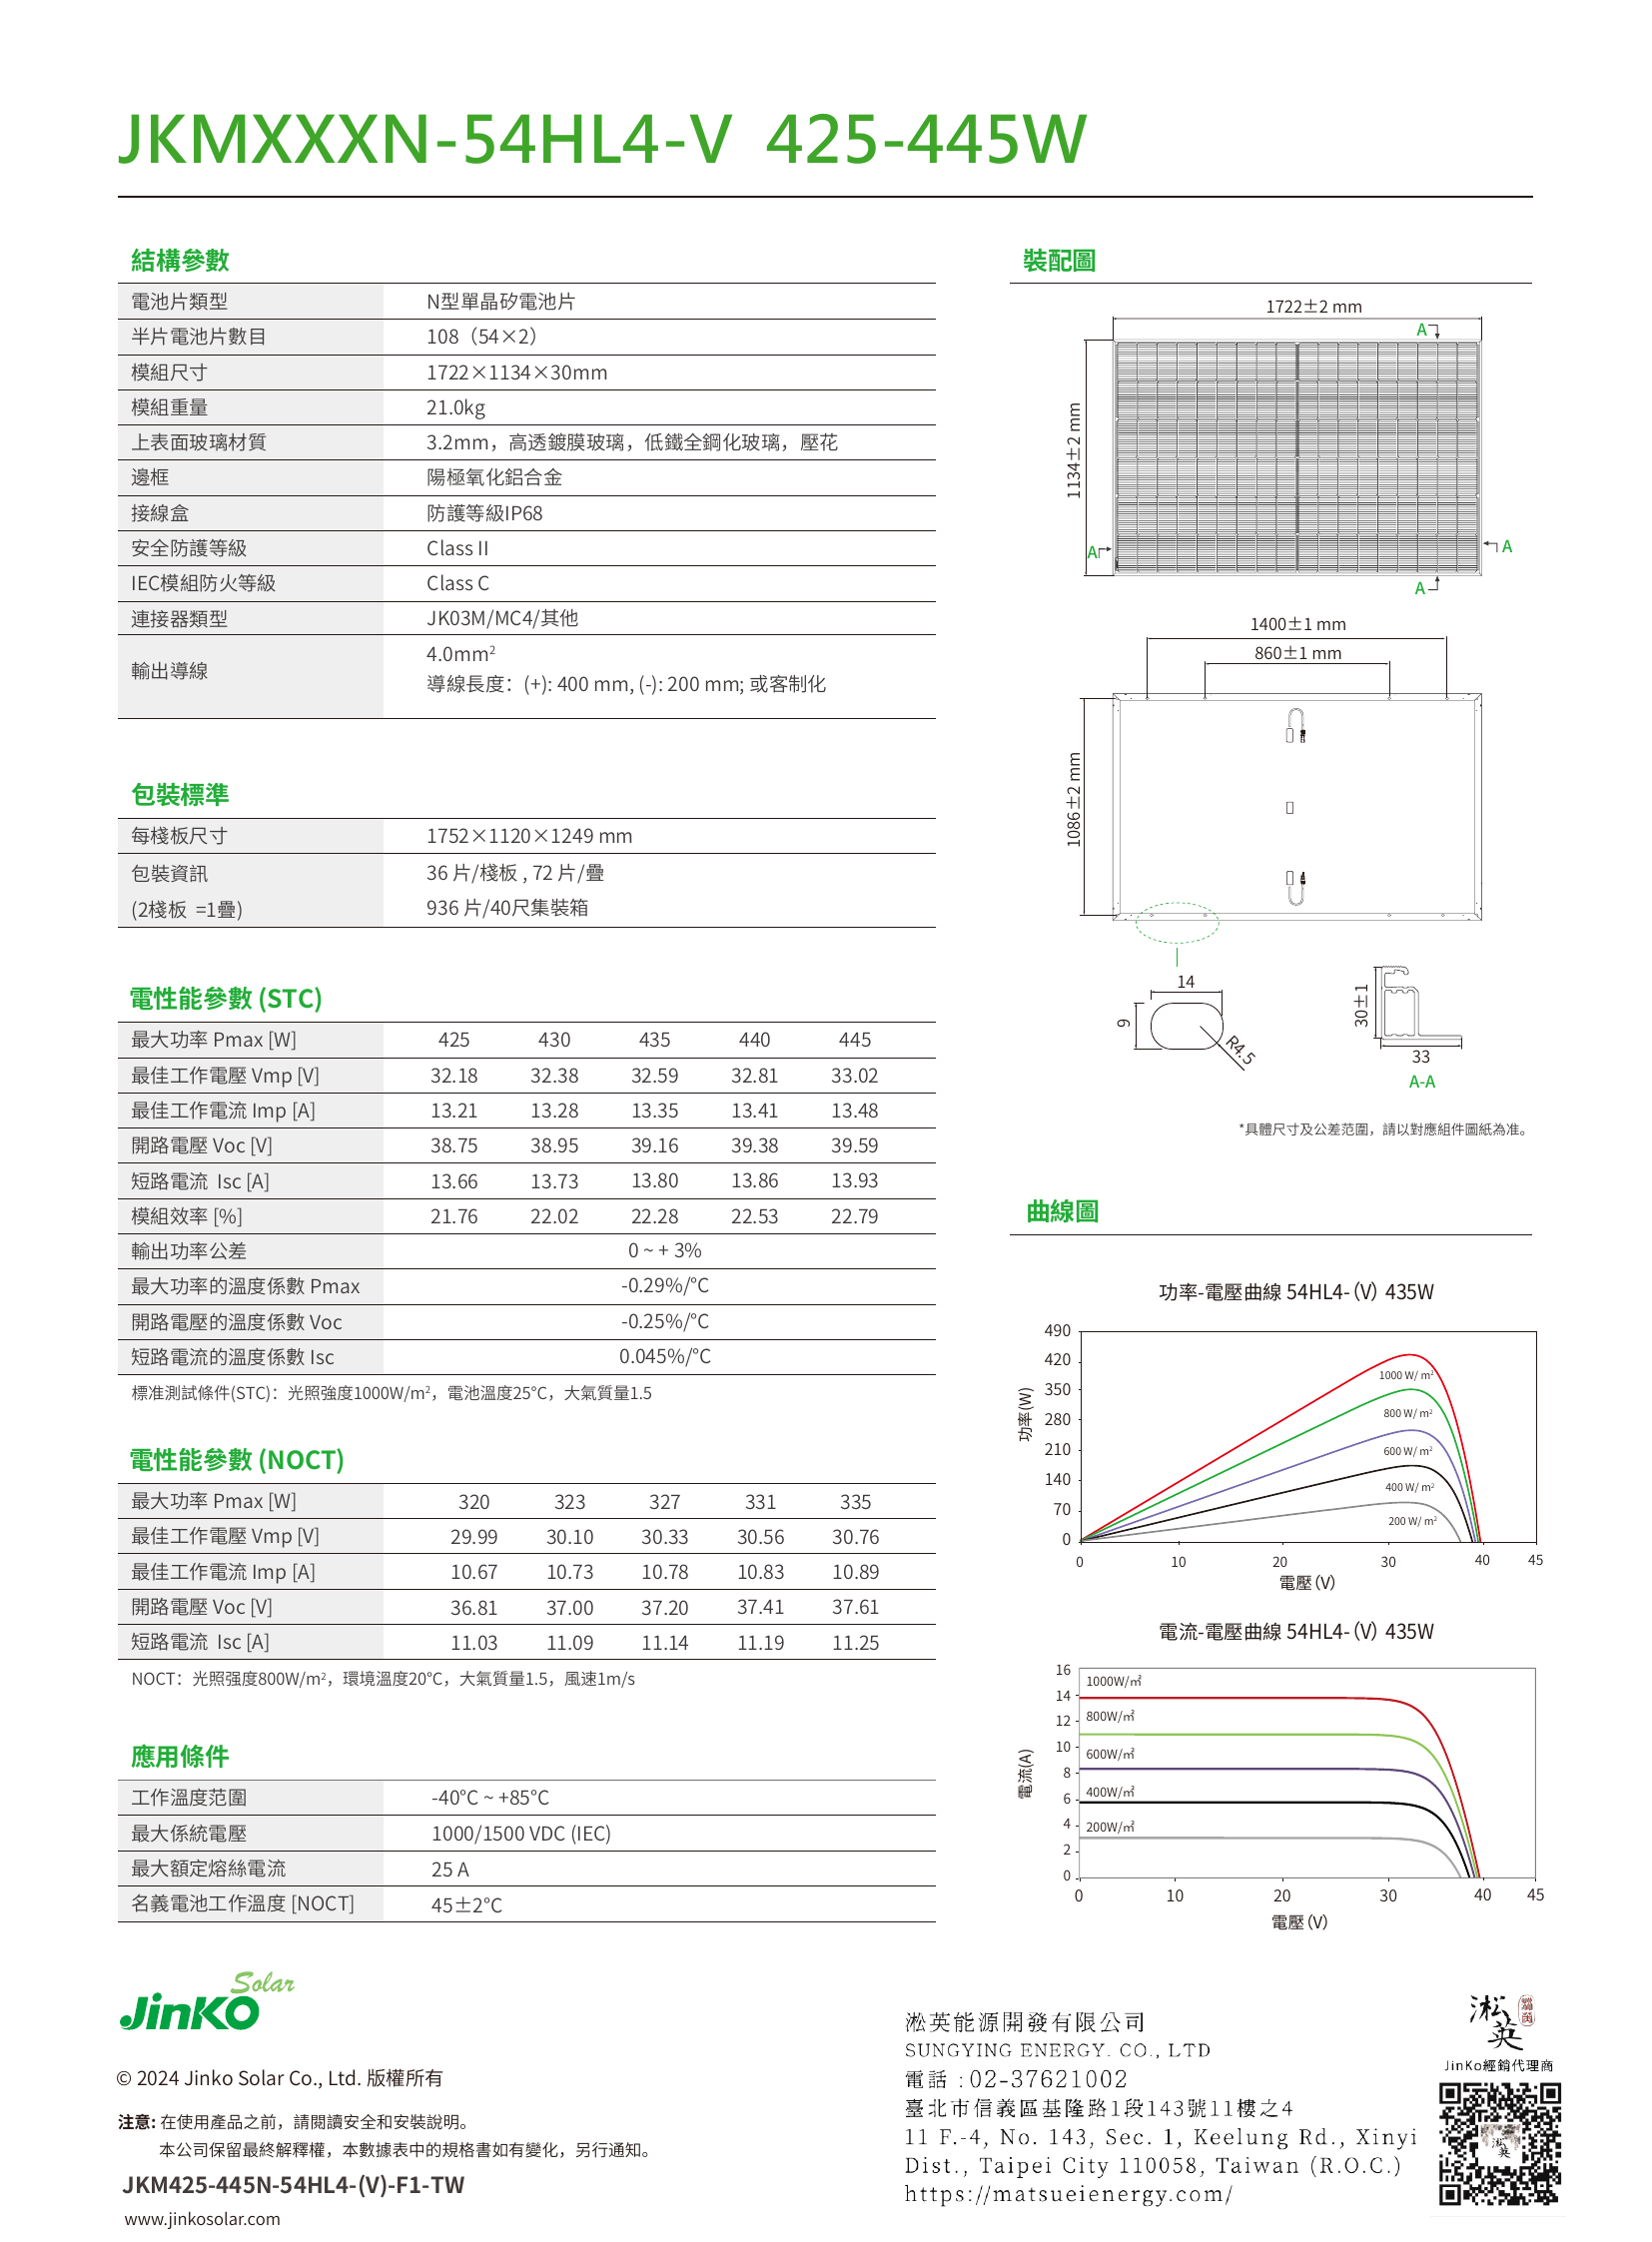 JKMXXXN-54HL4-V 425-445W
結構參數
電池片類型 N型單晶矽電池片
半片電池片數目 108（54×2）
模組尺寸 1722×1134×30mm
模組重量 21.0kg
上表面玻璃材質 3.2mm，高透鍍膜玻璃，低鐵全鋼化玻璃，壓花
邊框 陽極氧化鋁合金
接線盒 防護等級IP68
安全防護等級 Class II
IEC模組防火等級 Class C
連接器類型 JK03M/MC4/其他
輸出導線 4.0mm²
導線長度：(+): 400 mm, (-): 200 mm; 或客制化
包裝標準
每棧板尺寸 1752×1120×1249 mm
包裝資訊 36 片/棧板 , 72 片/疊
(2棧板 =1疊) 936 片/40尺集裝箱
電性能參數 (STC)
最大功率 Pmax [W] 425 430 435 440 445
最佳工作電壓 Vmp [V] 32.18 32.38 32.59 32.81 33.02
最佳工作電流 Imp [A] 13.21 13.28 13.35 13.41 13.48
開路電壓 Voc [V] 38.75 38.95 39.16 39.38 39.59
短路電流 Isc [A] 13.66 13.73 13.80 13.86 13.93
模組效率 [%] 21.76 22.02 22.28 22.53 22.79
輸出功率公差 0 ~ + 3%
最大功率的溫度係數 Pmax -0.29%/°C
開路電壓的溫度係數 Voc -0.25%/°C
短路電流的溫度係數 Isc 0.045%/°C
標准測試條件(STC)：光照強度1000W/m²，電池溫度25°C，大氣質量1.5
電性能參數 (NOCT)
最大功率 Pmax [W] 320 323 327 331 335
最佳工作電壓 Vmp [V] 29.99 30.10 30.33 30.56 30.76
最佳工作電流 Imp [A] 10.67 10.73 10.78 10.83 10.89
開路電壓 Voc [V] 36.81 37.00 37.20 37.41 37.61
短路電流 Isc [A] 11.03 11.09 11.14 11.19 11.25
NOCT：光照强度800W/m²，環境溫度20°C，大氣質量1.5，風速1m/s
應用條件
工作溫度范圍 -40°C ~ +85°C
最大係統電壓 1000/1500 VDC (IEC)
最大額定熔絲電流 25 A
名義電池工作溫度 [NOCT] 45±2°C
裝配圖
1722±2 mm
A
1134±2 mm
A
A
A
1400±1 mm
860±1 mm
1086±2 mm
14
9
R4.5
30±1
33
A-A
*具體尺寸及公差范圍，請以對應組件圖紙為准。
曲線圖
功率-電壓曲線 54HL4-（V）435W
490
420
350
280
210
140
70
0
功率(W)
1000 W/ m²
800 W/ m²
600 W/ m²
400 W/ m²
200 W/ m²
0 10 20 30 40 45
電壓（V）
電流-電壓曲線 54HL4-（V）435W
16
14
12
10
8
6
4
2
0
電流(A)
1000W/㎡
800W/㎡
600W/㎡
400W/㎡
200W/㎡
0 10 20 30 40 45
電壓（V）
JinKO Solar
© 2024 Jinko Solar Co., Ltd. 版權所有
注意: 在使用產品之前，請閱讀安全和安裝說明。
本公司保留最終解釋權，本數據表中的規格書如有變化，另行通知。
JKM425-445N-54HL4-(V)-F1-TW
www.jinkosolar.com
淞英能源開發有限公司
SUNGYING ENERGY. CO., LTD
電話 : 02-37621002
臺北市信義區基隆路1段143號11樓之4
11 F.-4, No. 143, Sec. 1, Keelung Rd., Xinyi
Dist., Taipei City 110058, Taiwan (R.O.C.)
https://matsueienergy.com/
淞英
JinKo經銷代理商
淞英